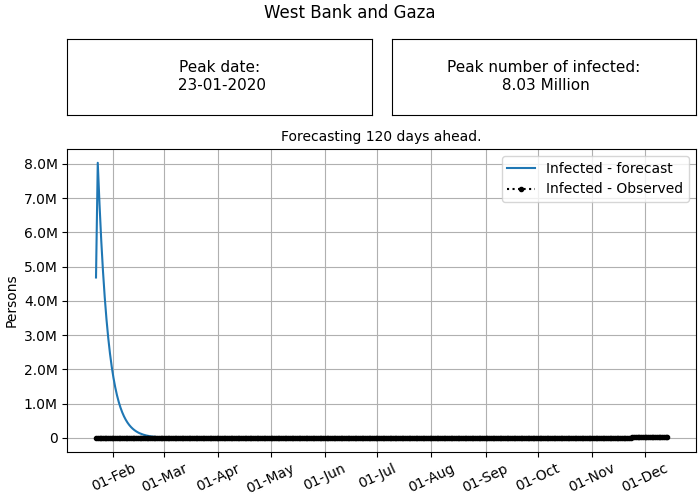 West Bank and Gaza
Peak date:
23-01-2020
Peak number of infected:
8.03 Million
Forecasting 120 days ahead.
Infected - forecast
Infected - Observed
8.0M
7.0M
6.0M
5.0M
4.0M
3.0M
2.0M
1.0M
0
Persons
01-Feb
01-Mar
01-Apr
01-May
01-Jun
01-Jul
01-Aug
01-Sep
01-Oct
01-Nov
01-Dec